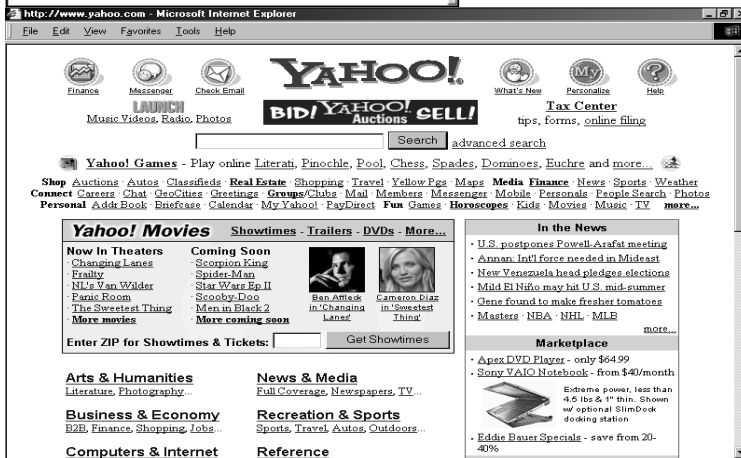 http://www.yahoo.com - Microsoft Internet Explorer
File Edit View Favorites Tools Help
YAHOO!
My
Finance Messenger Check Email What's New Personalize Help
LAUNCH
Music Videos, Radio, Photos
BID! YAHOO! Auctions SELL!
Tax Center
tips, forms, online filing
Search advanced search
Yahoo! Games - Play online Literati, Pinochle, Pool, Chess, Spades, Dominoes, Euchre and more...
Shop Auctions · Autos · Classifieds · Real Estate · Shopping · Travel · Yellow Pgs · Maps Media Finance · News · Sports · Weather
Connect Careers · Chat · GeoCities · Greetings · Groups/Clubs · Mail · Members · Messenger · Mobile · Personals · People Search · Photos
Personal Addr Book · Briefcase · Calendar · My Yahoo! · PayDirect Fun Games · Horoscopes · Kids · Movies · Music · TV more...
Yahoo! Movies Showtimes - Trailers - DVDs - More...
Now In Theaters
· Changing Lanes
· Frailty
· NL's Van Wilder
· Panic Room
· The Sweetest Thing
· More movies
Coming Soon
· Scorpion King
· Spider-Man
· Star Wars Ep II
· Scooby-Doo
· Men in Black 2
· More coming soon
Ben Affleck
in 'Changing
Lanes'
Cameron Diaz
in 'Sweetest
Thing'
Enter ZIP for Showtimes & Tickets: Get Showtimes
In the News
· U.S. postpones Powell-Arafat meeting
· Annan: Int'l force needed in Mideast
· New Venezuela head pledges elections
· Mild El Niño may hit U.S. mid-summer
· Gene found to make fresher tomatoes
· Masters · NBA · NHL · MLB
more...
Marketplace
· Apex DVD Player - only $64.99
· Sony VAIO Notebook - from $40/month
Extreme power, less than
4.5 lbs & 1" thin. Shown
w/ optional SlimDock
docking station
· Eddie Bauer Specials - save from 20-
40%
Arts & Humanities
Literature, Photography...
News & Media
Full Coverage, Newspapers, TV...
Business & Economy
B2B, Finance, Shopping, Jobs...
Recreation & Sports
Sports, Travel, Autos, Outdoors...
Computers & Internet
Reference